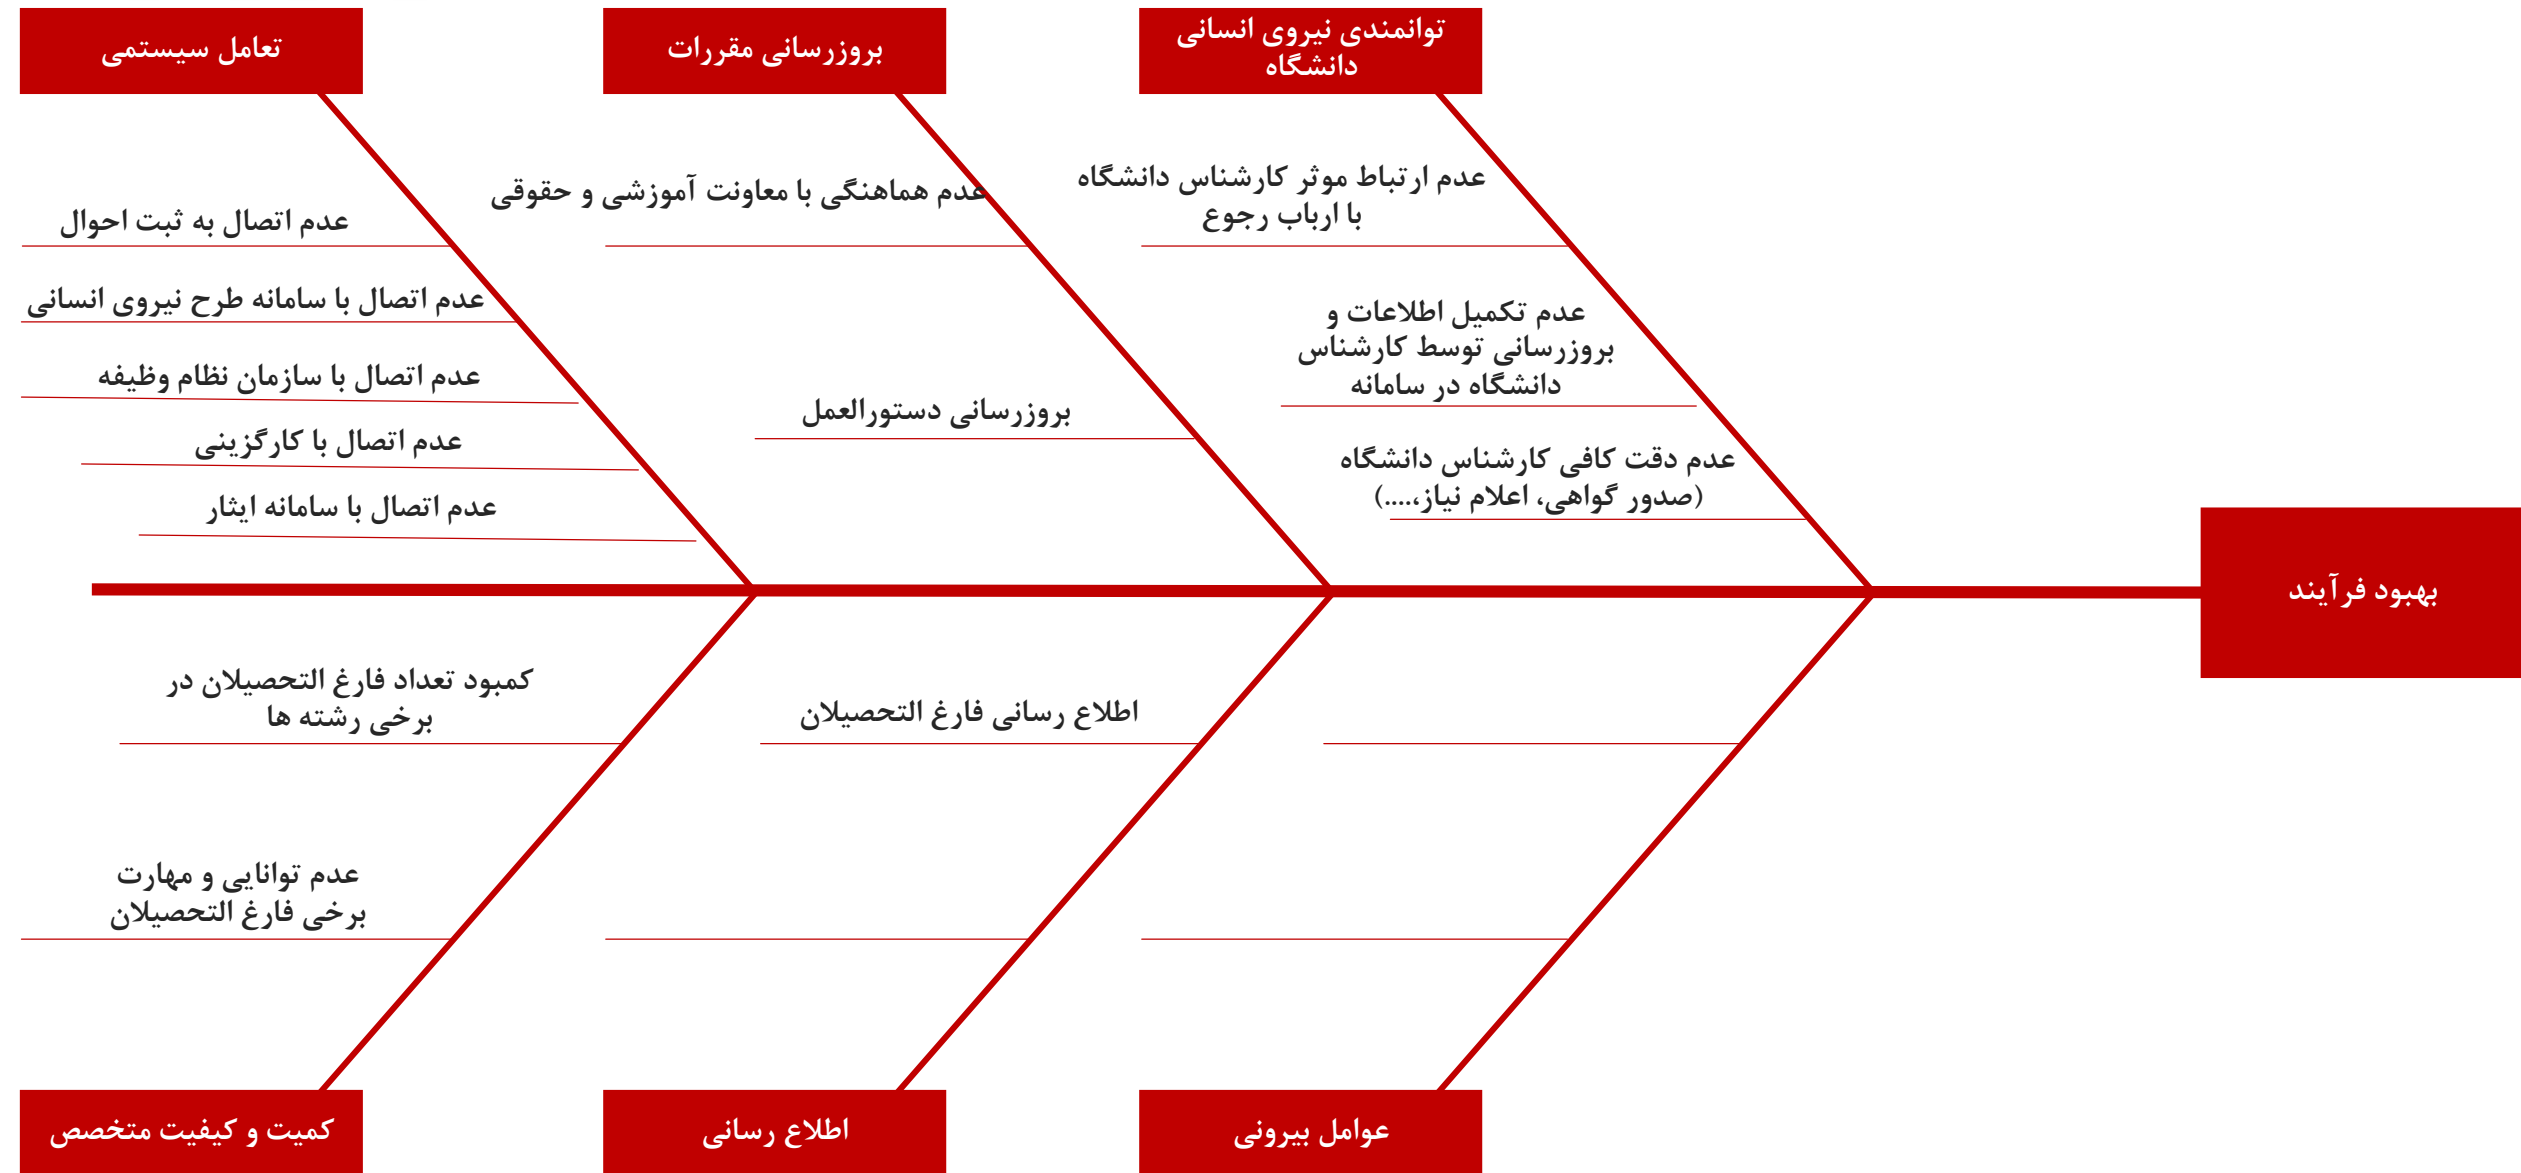 توانمندی نیروی انسانی
دانشگاه
بروزرسانی مقررات
تعامل سیستمی
عدم ارتباط موثر کارشناس دانشگاه
با ارباب رجوع
عدم تکمیل اطلاعات و
بروزرسانی توسط کارشناس
دانشگاه در سامانه
عدم دقت کافی کارشناس دانشگاه
(صدور گواهی، اعلام نیاز،....)
عدم هماهنگی با معاونت آموزشی و حقوقی
بروزرسانی دستورالعمل
عدم اتصال به ثبت احوال
عدم اتصال با سامانه طرح نیروی انسانی
عدم اتصال با سازمان نظام وظیفه
عدم اتصال با کارگزینی
عدم اتصال با سامانه ایثار
بهبود فرآیند
اطلاع رسانی فارغ التحصیلان
کمبود تعداد فارغ التحصیلان در
برخی رشته ها
عدم توانایی و مهارت
برخی فارغ التحصیلان
عوامل بیرونی
اطلاع رسانی
کمیت و کیفیت متخصص